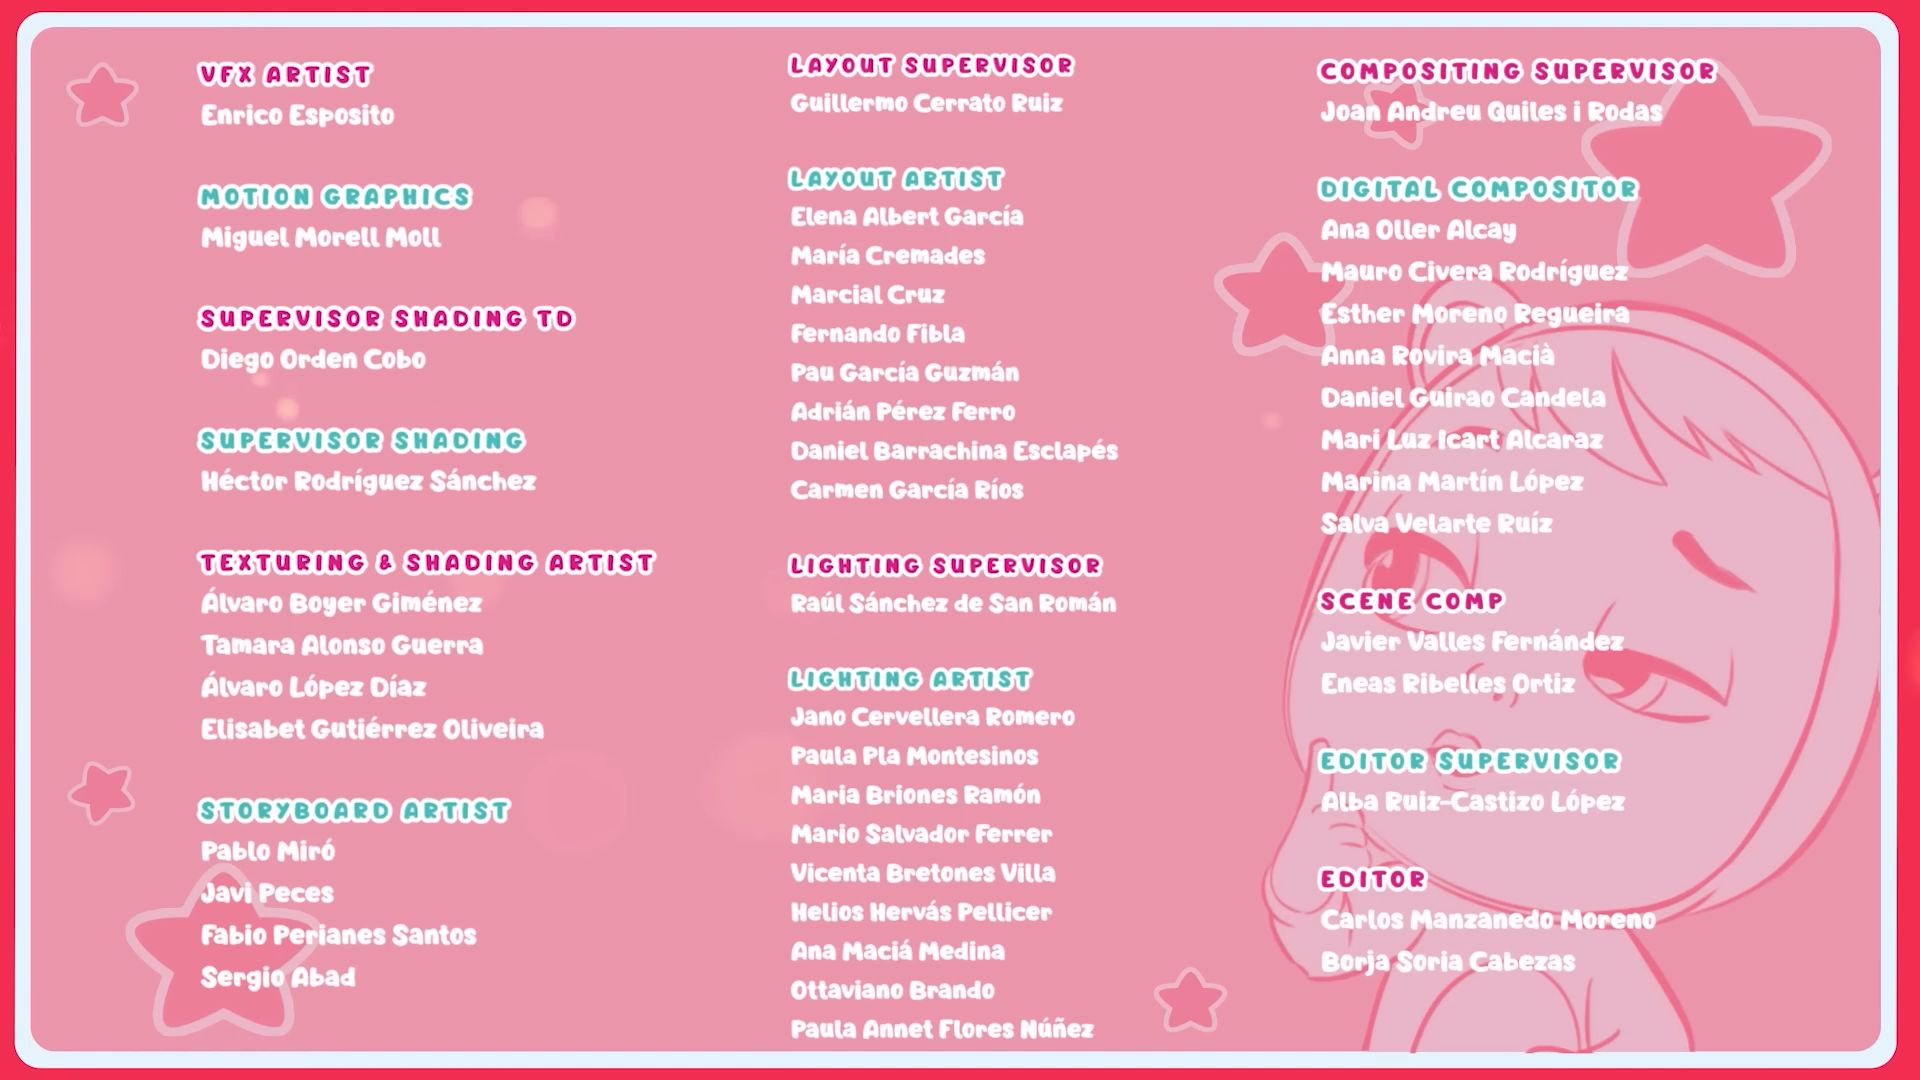 VFX ARTIST
Enrico Esposito
MOTION GRAPHICS
Miguel Morell Moll
SUPERVISOR SHADING TD
Diego Orden Cobo
SUPERVISOR SHADING
Héctor Rodríguez Sánchez
TEXTURING & SHADING ARTIST
Álvaro Boyer Giménez
Tamara Alonso Guerra
Álvaro López Díaz
Elisabet Gutiérrez Oliveira
STORYBOARD ARTIST
Pablo Miró
Javi Peces
Fabio Perianes Santos
Sergio Abad
LAYOUT SUPERVISOR
Guillermo Cerrato Ruiz
LAYOUT ARTIST
Elena Albert García
María Cremades
Marcial Cruz
Fernando Fibla
Pau García Guzmán
Adrián Pérez Ferro
Daniel Barrachina Esclapés
Carmen García Ríos
LIGHTING SUPERVISOR
Raúl Sánchez de San Román
LIGHTING ARTIST
Jano Cervellera Romero
Paula Pla Montesinos
Maria Briones Ramón
Mario Salvador Ferrer
Vicenta Bretones Villa
Helios Hervás Pellicer
Ana Maciá Medina
Ottaviano Brando
Paula Annet Flores Núñez
COMPOSITING SUPERVISOR
Joan Andreu Quiles i Rodas
DIGITAL COMPOSITOR
Ana Oller Alcay
Mauro Civera Rodríguez
Esther Moreno Regueira
Anna Rovira Macià
Daniel Guirao Candela
Mari Luz Icart Alcaraz
Marina Martín López
Salva Velarte Ruíz
SCENE COMP
Javier Valles Fernández
Eneas Ribelles Ortiz
EDITOR SUPERVISOR
Alba Ruiz-Castizo López
EDITOR
Carlos Manzanedo Moreno
Borja Soria Cabezas